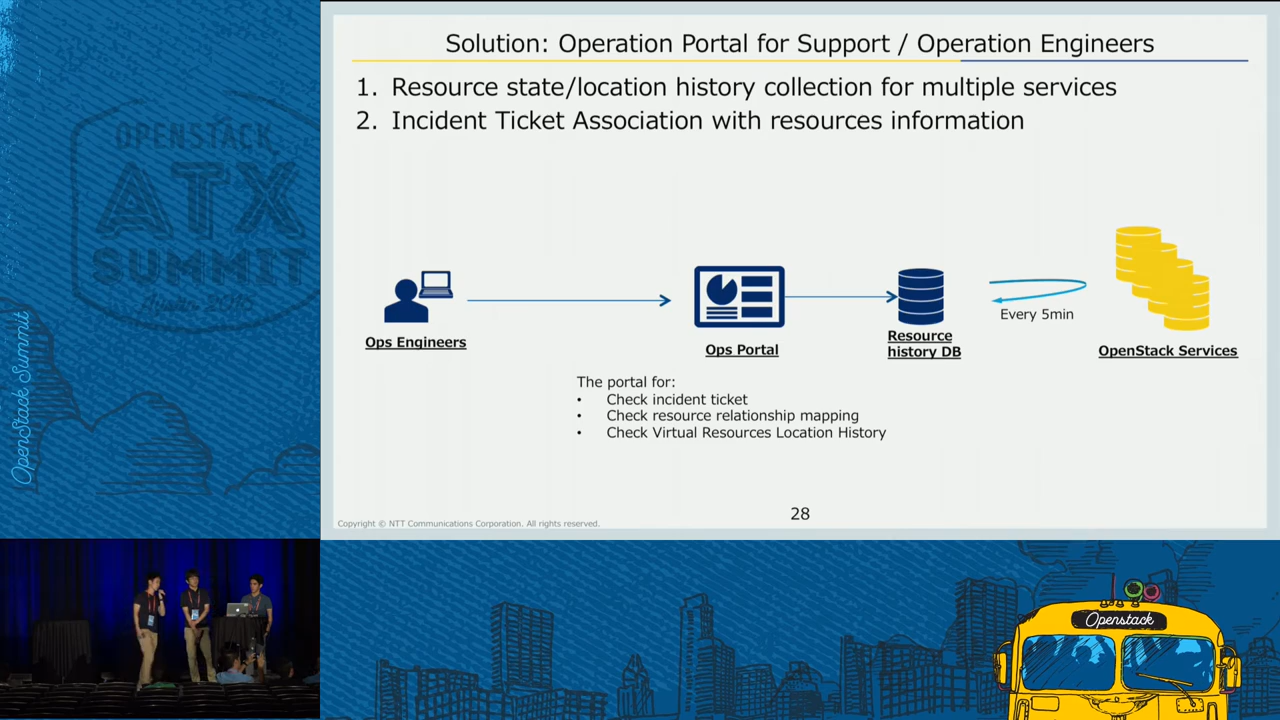 OPENSTACK
ATX
SUMMIT
OpenStack Summit
Solution: Operation Portal for Support / Operation Engineers
1. Resource state/location history collection for multiple services
2. Incident Ticket Association with resources information
Ops Engineers
Ops Portal
Resource
history DB
Every 5min
OpenStack Services
The portal for:
• Check incident ticket
• Check resource relationship mapping
• Check Virtual Resources Location History
28
Copyright © NTT Communications Corporation. All rights reserved.
Openstack